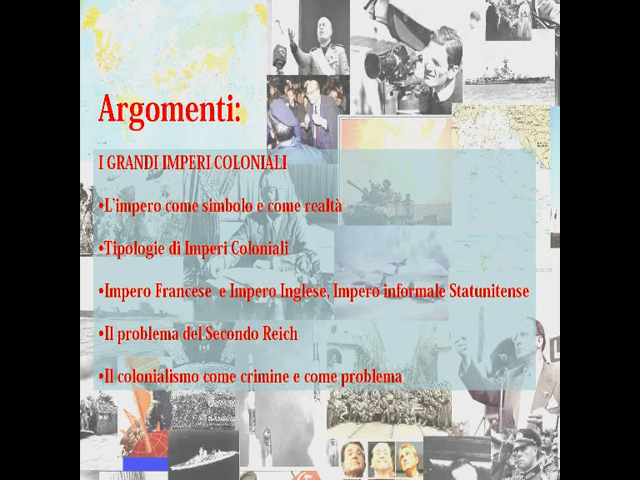 Argomenti:
I GRANDI IMPERI COLONIALI
•L'impero come simbolo e come realtà
•Tipologie di Imperi Coloniali
•Impero Francese e Impero Inglese, Impero informale Statunitense
•Il problema del Secondo Reich
•Il colonialismo come crimine e come problema